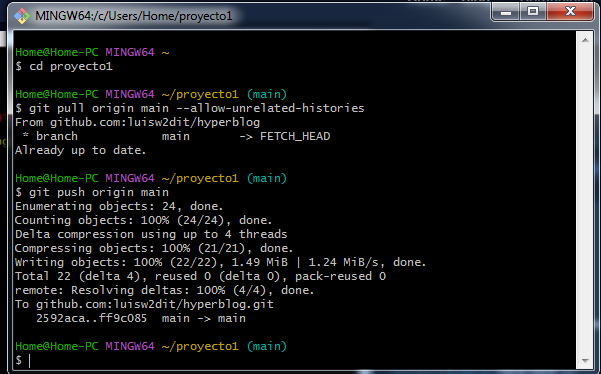 MINGW64:/c/Users/Home/proyecto1
Home@Home-PC MINGW64 ~
$ cd proyecto1
Home@Home-PC MINGW64 ~/proyecto1 (main)
$ git pull origin main --allow-unrelated-histories
From github.com:luisw2dit/hyperblog
 * branch            main       -> FETCH_HEAD
Already up to date.
Home@Home-PC MINGW64 ~/proyecto1 (main)
$ git push origin main
Enumerating objects: 24, done.
Counting objects: 100% (24/24), done.
Delta compression using up to 4 threads
Compressing objects: 100% (21/21), done.
Writing objects: 100% (22/22), 1.49 MiB | 1.24 MiB/s, done.
Total 22 (delta 4), reused 0 (delta 0), pack-reused 0
remote: Resolving deltas: 100% (4/4), done.
To github.com:luisw2dit/hyperblog.git
   2592aca..ff9c085  main -> main
Home@Home-PC MINGW64 ~/proyecto1 (main)
$